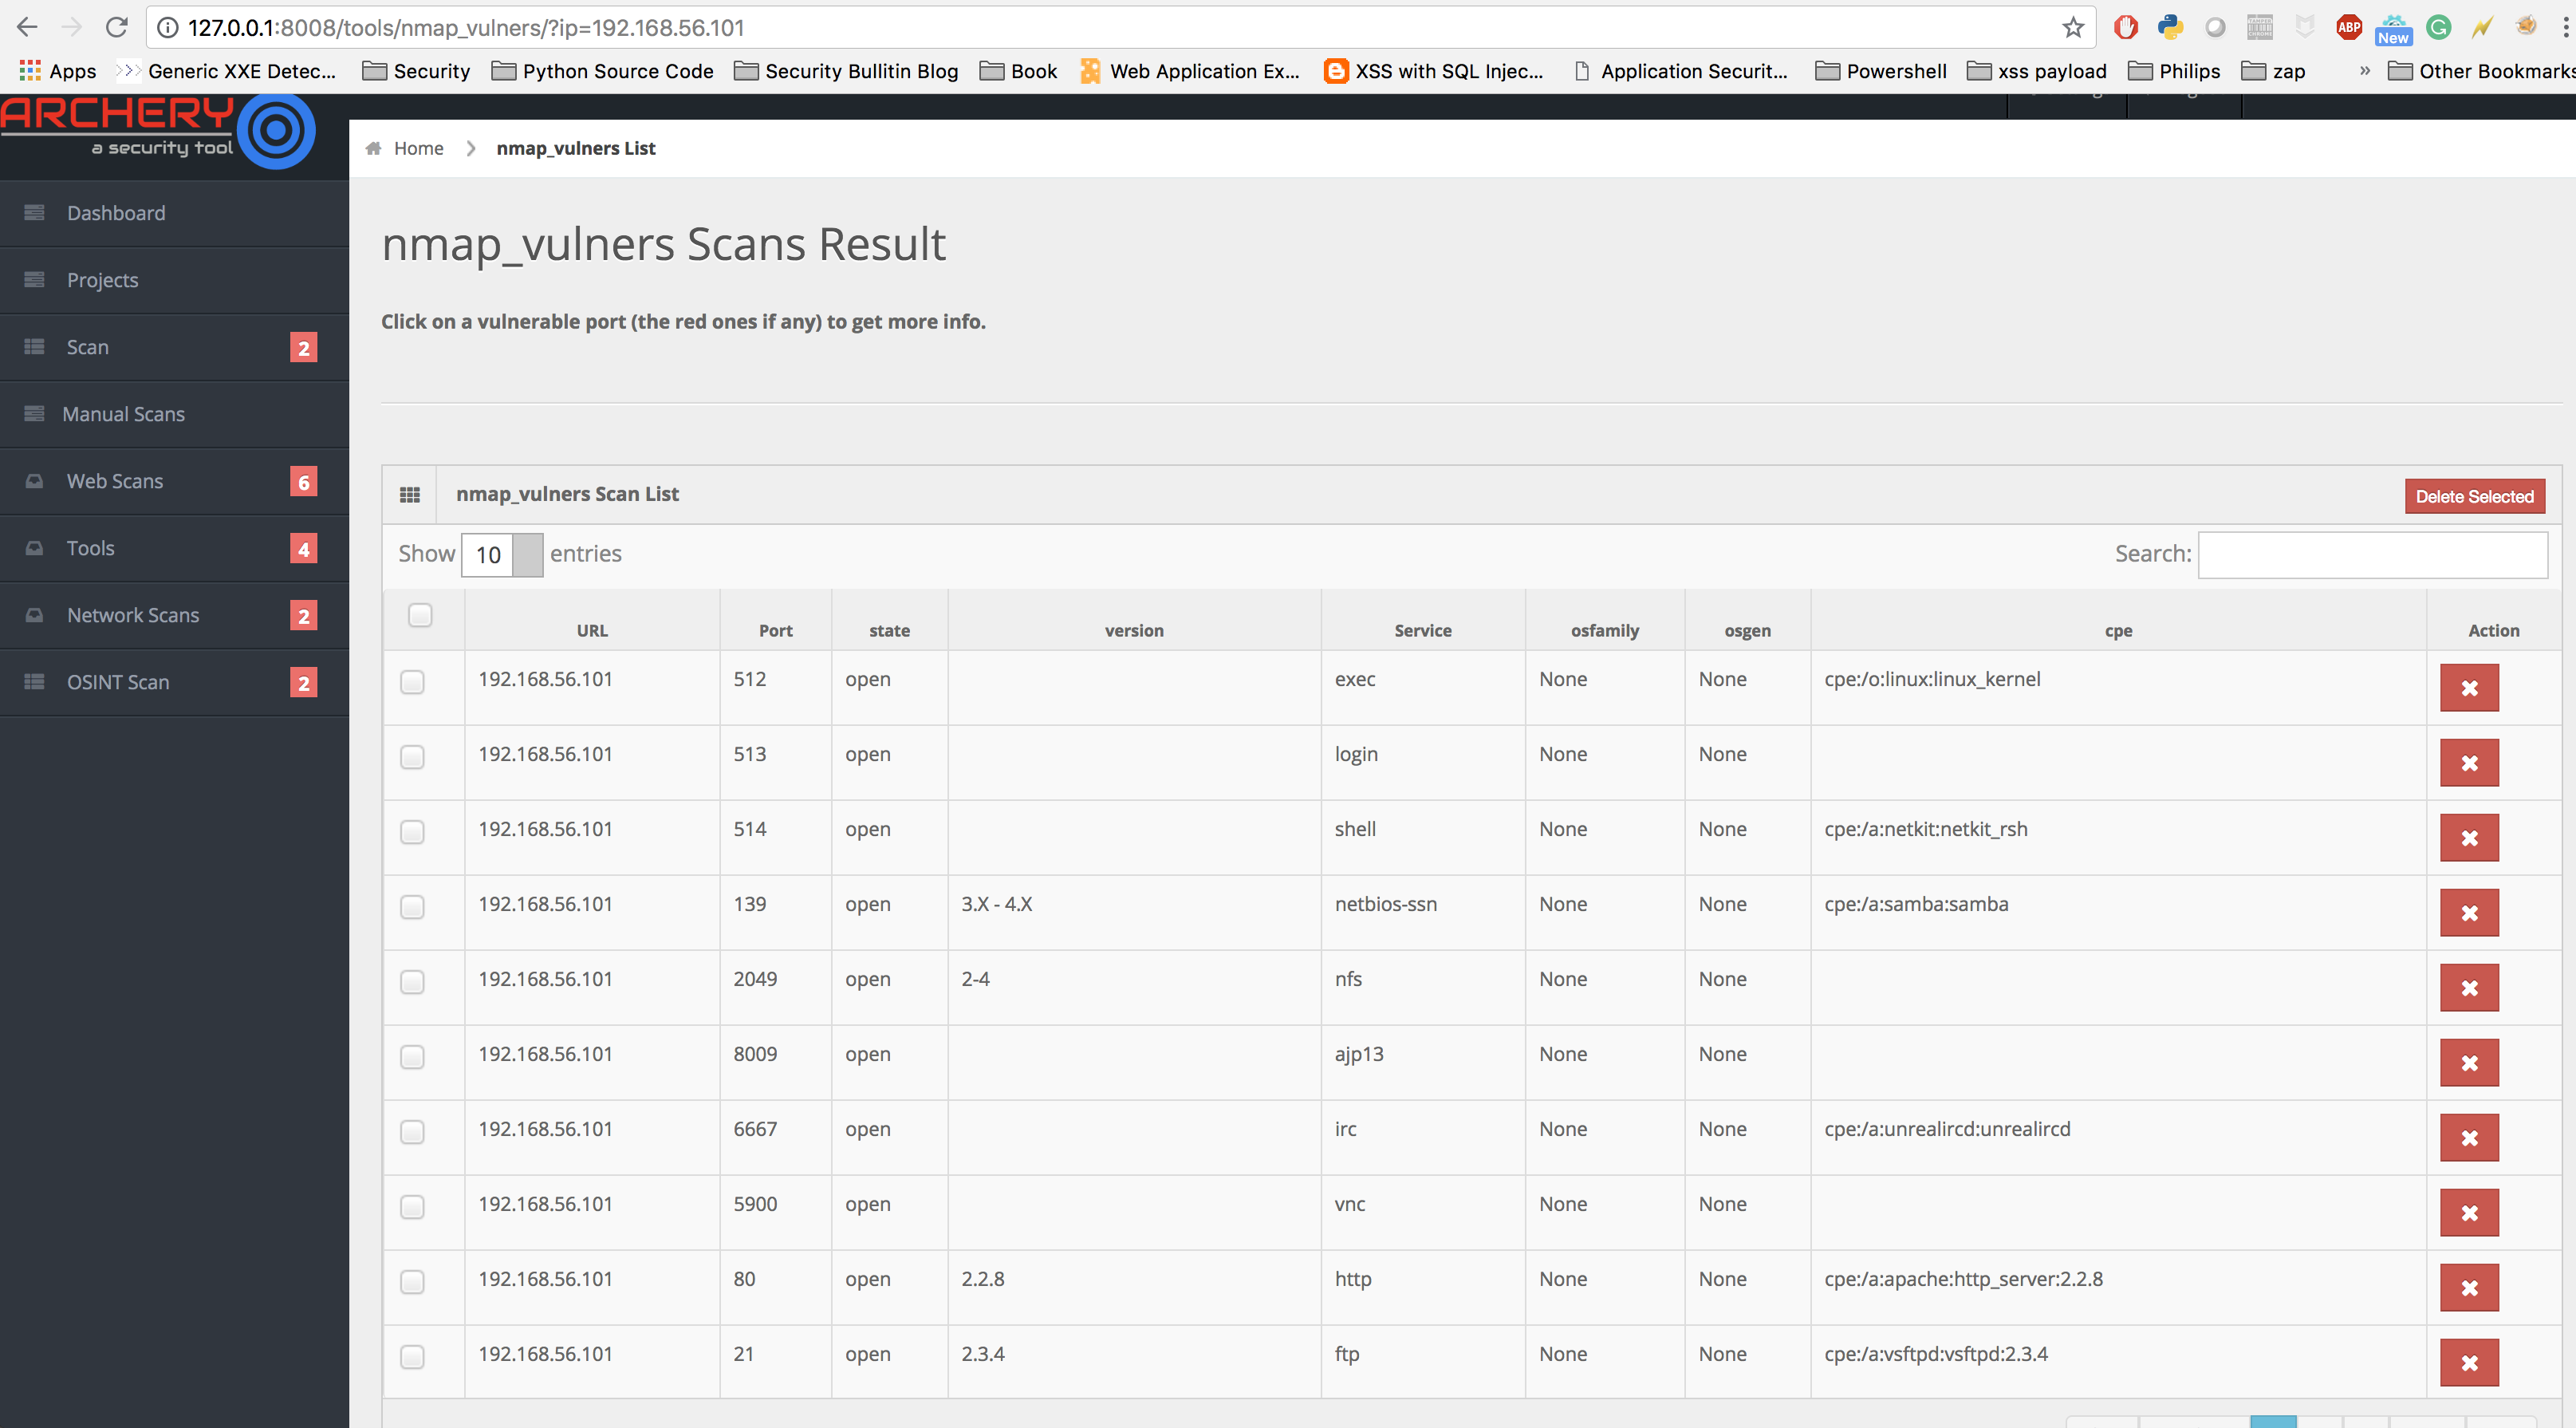 127.0.0.1:8008/tools/nmap_vulners/?ip=192.168.56.101
ABP
New
Apps
Generic XXE Detec...
Security
Python Source Code
Security Bullitin Blog
Book
Web Application Ex...
XSS with SQL Injec...
Application Securit...
Powershell
xss payload
Philips
zap
»
Other Bookmarks
ARCHERY
a security tool
Home
nmap_vulners List
Dashboard
Projects
Scan 2
Manual Scans
Web Scans 6
Tools 4
Network Scans 2
OSINT Scan 2
nmap_vulners Scans Result
Click on a vulnerable port (the red ones if any) to get more info.
nmap_vulners Scan List
Delete Selected
Show 10 entries
Search:
URL Port state version Service osfamily osgen cpe Action
192.168.56.101 512 open exec None None cpe:/o:linux:linux_kernel
192.168.56.101 513 open login None None
192.168.56.101 514 open shell None None cpe:/a:netkit:netkit_rsh
192.168.56.101 139 open 3.X - 4.X netbios-ssn None None cpe:/a:samba:samba
192.168.56.101 2049 open 2-4 nfs None None
192.168.56.101 8009 open ajp13 None None
192.168.56.101 6667 open irc None None cpe:/a:unrealircd:unrealircd
192.168.56.101 5900 open vnc None None
192.168.56.101 80 open 2.2.8 http None None cpe:/a:apache:http_server:2.2.8
192.168.56.101 21 open 2.3.4 ftp None None cpe:/a:vsftpd:vsftpd:2.3.4